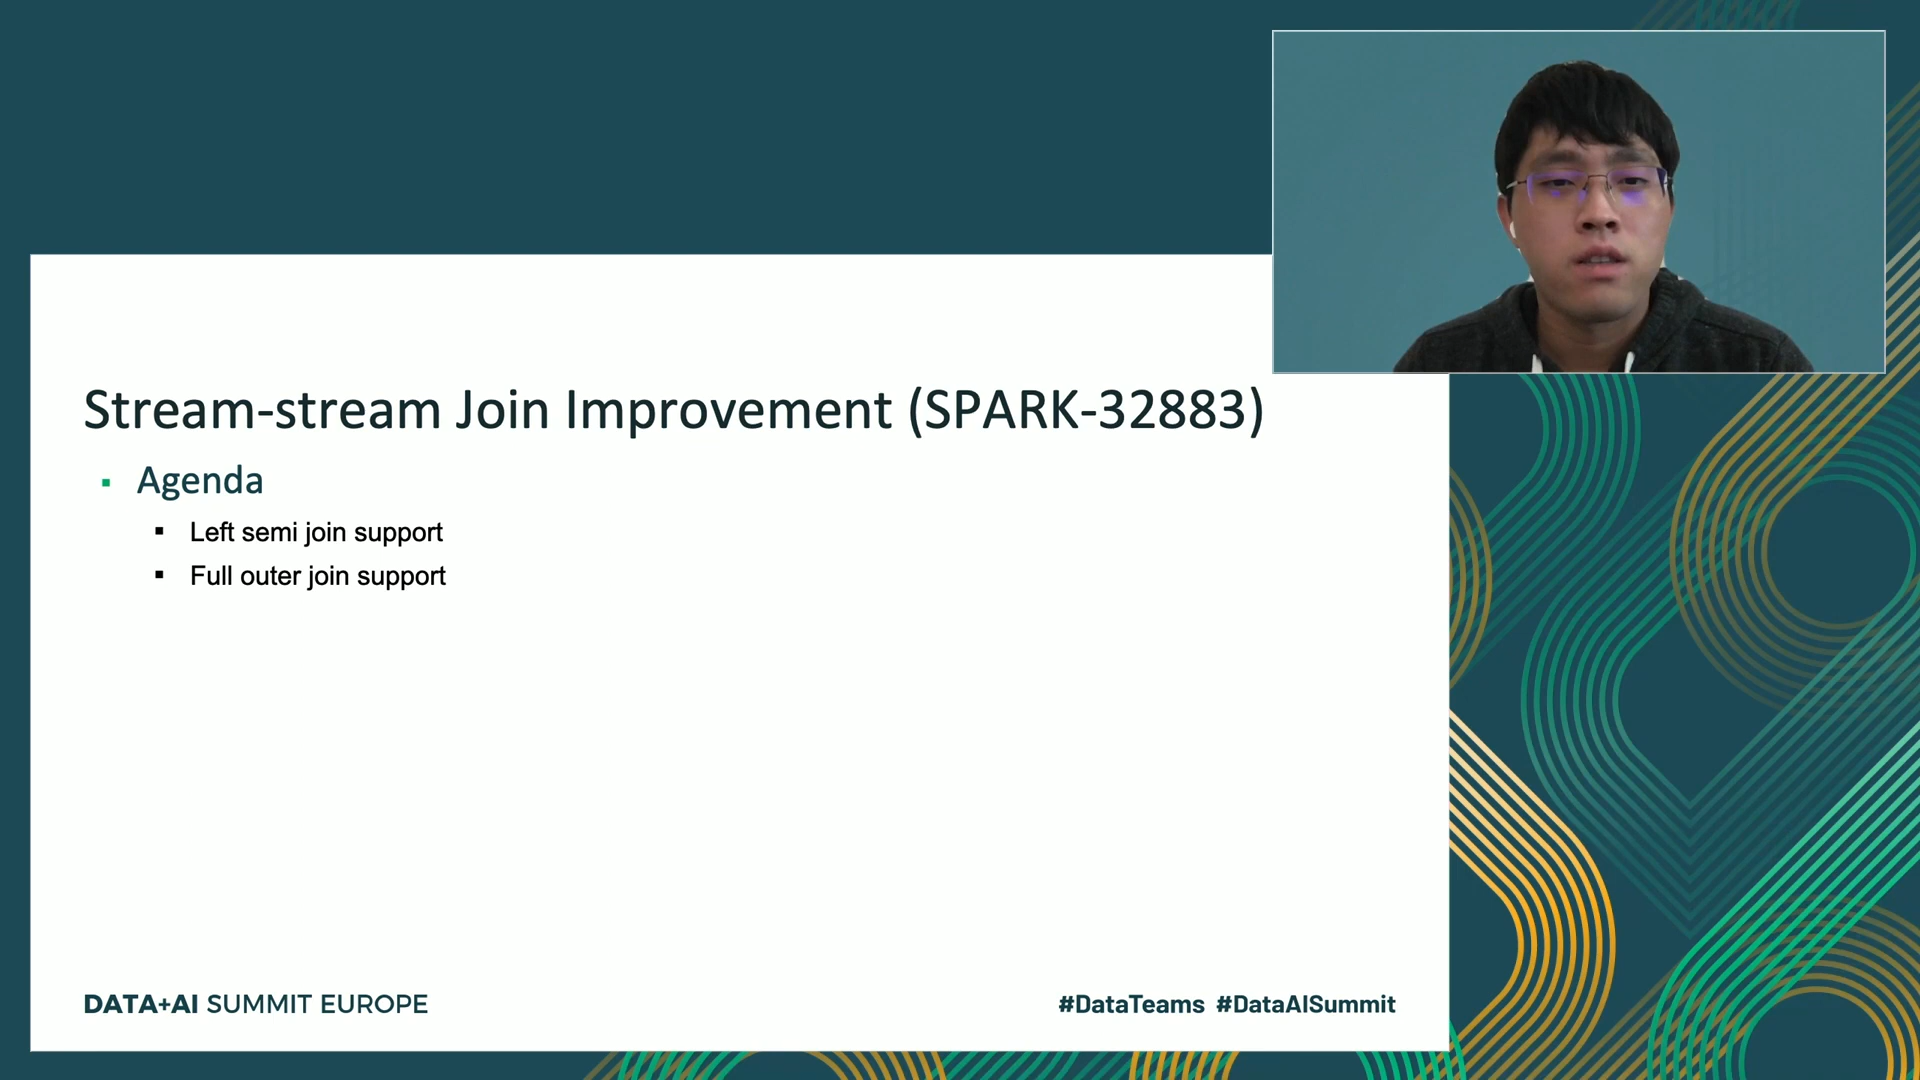 Stream-stream Join Improvement (SPARK-32883)
Agenda
Left semi join support
Full outer join support
DATA+AI SUMMIT EUROPE
#DataTeams #DataAISummit